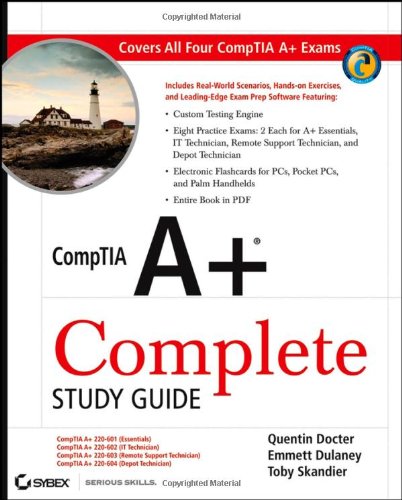 Copyrighted Material
Covers All Four CompTIA A+ Exams
Includes Real-World Scenarios, Hands-on Exercises,
and Leading-Edge Exam Prep Software Featuring:
• Custom Testing Engine
• Eight Practice Exams: 2 Each for A+ Essentials,
IT Technician, Remote Support Technician, and
Depot Technician
• Electronic Flashcards for PCs, Pocket PCs,
and Palm Handhelds
• Entire Book in PDF
CompTIA
A+®
Complete
STUDY GUIDE
CompTIA A+ 220-601 (Essentials)
CompTIA A+ 220-602 (IT Technician)
CompTIA A+ 220-603 (Remote Support Technician)
CompTIA A+ 220-604 (Depot Technician)
Quentin Docter
Emmett Dulaney
Toby Skandier
SYBEX
SERIOUS SKILLS.
Copyrighted Material